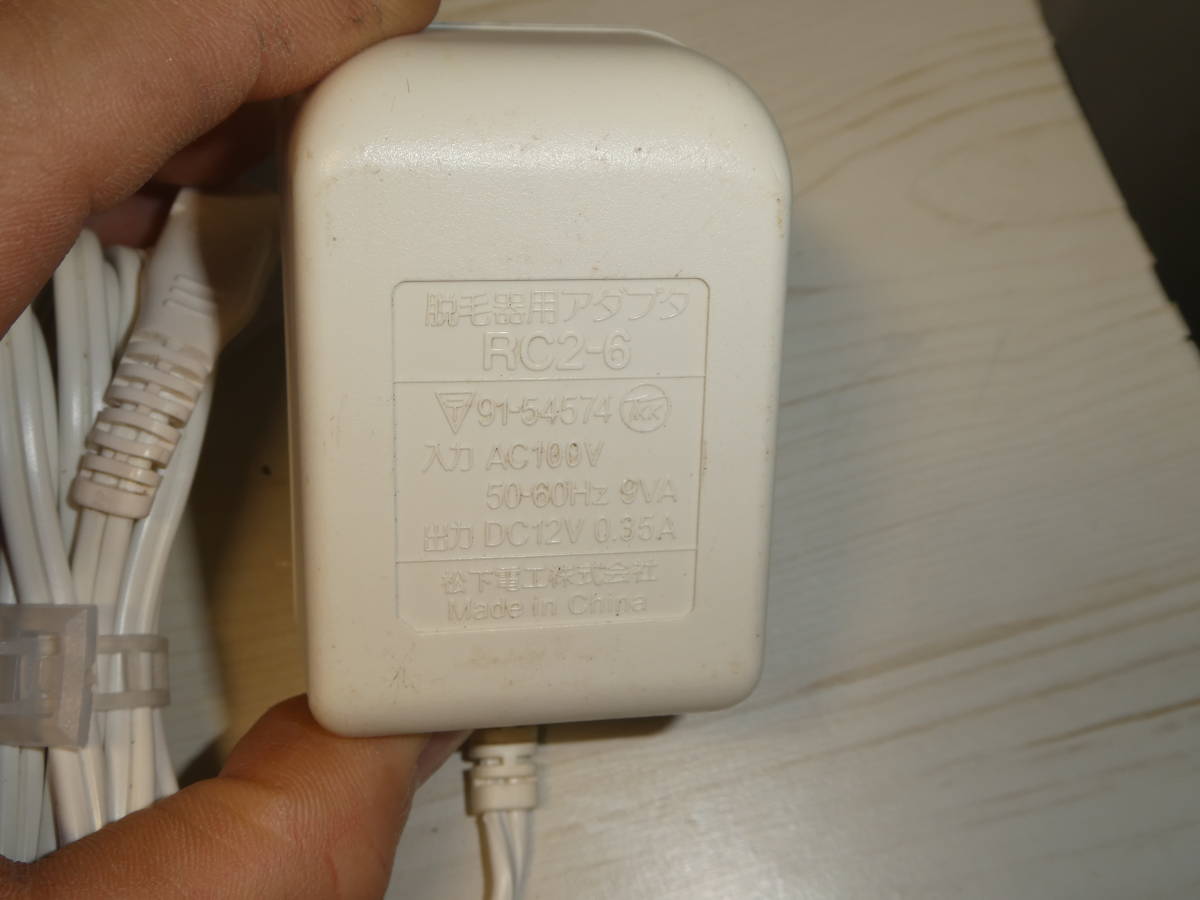 脱毛器用アダプタ
RC2-6
T 91-54574 JKK
入力 AC100V
50-60Hz 9VA
出力 DC12V 0.35A
松下電工株式会社
Made in China